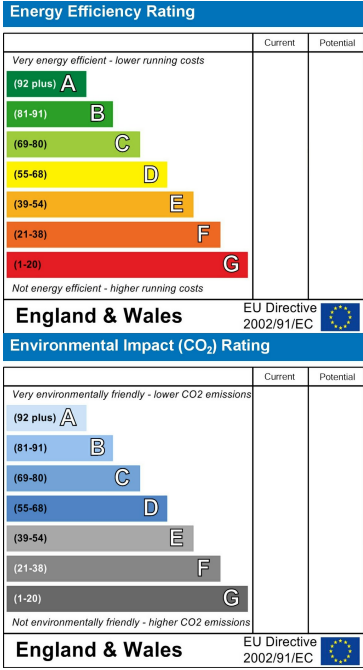 Energy Efficiency Rating
Current Potential
Very energy efficient - lower running costs
(92 plus) A
(81-91) B
(69-80) C
(55-68) D
(39-54) E
(21-38) F
(1-20) G
Not energy efficient - higher running costs
England & Wales
EU Directive
2002/91/EC
Environmental Impact (CO₂) Rating
Current Potential
Very environmentally friendly - lower CO2 emissions
(92 plus) A
(81-91) B
(69-80) C
(55-68) D
(39-54) E
(21-38) F
(1-20) G
Not environmentally friendly - higher CO2 emissions
England & Wales
EU Directive
2002/91/EC